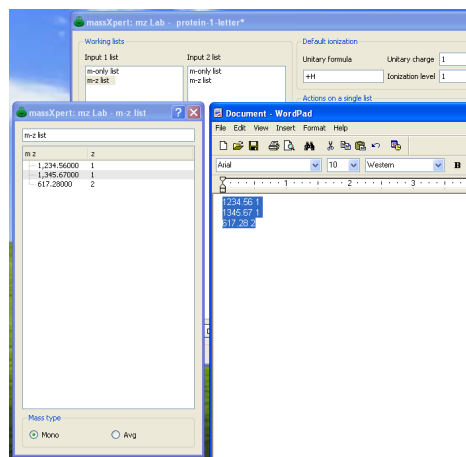 massXpert: mz Lab - protein-1-letter*
Working lists
Input 1 list
Input 2 list
m-only list
m-z list
m-only list
m-z list
Default ionization
Unitary formula
Unitary charge 1
+H
Ionization level 1
Actions on a single list
massXpert: mz Lab - m-z list
m-z list
m z z
1,234.56000 1
1,345.67000 1
617.28000 2
Mass type
Mono
Avg
Document - WordPad
File Edit View Insert Format Help
Arial 10 Western B
1 2 3
1234.56 1
1345.67 1
617.28 2